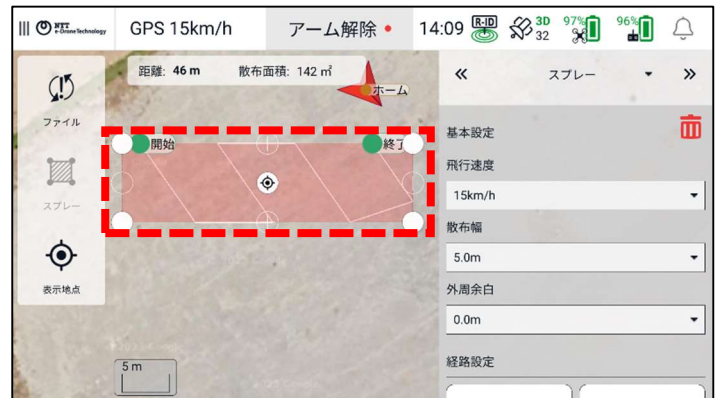 NTT
e-Drone Technology
GPS 15km/h
アーム解除
14:09
R-ID
3D
32
97%
96%
距離: 46 m 散布面積: 142 ㎡
ホーム
ファイル
スプレー
表示地点
開始
終了
5 m
スプレー
基本設定
飛行速度
15km/h
散布幅
5.0m
外周余白
0.0m
経路設定